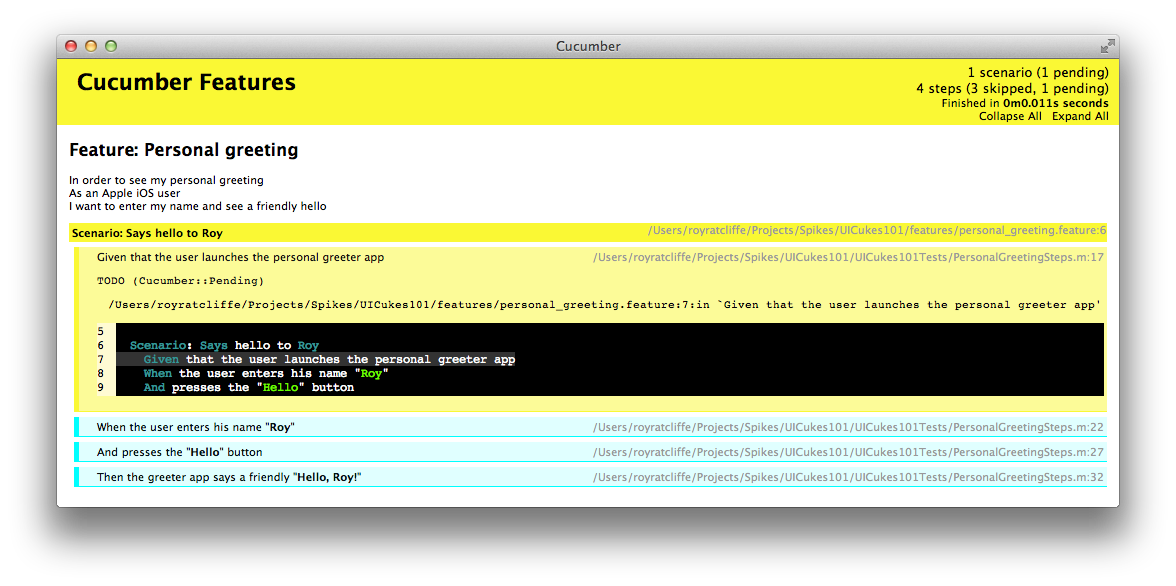 Cucumber
Cucumber Features
1 scenario (1 pending)
4 steps (3 skipped, 1 pending)
Finished in 0m0.011s seconds
Collapse All Expand All
Feature: Personal greeting
In order to see my personal greeting
As an Apple iOS user
I want to enter my name and see a friendly hello
Scenario: Says hello to Roy /Users/royratcliffe/Projects/Spikes/UICukes101/features/personal_greeting.feature:6
Given that the user launches the personal greeter app /Users/royratcliffe/Projects/Spikes/UICukes101/UICukes101Tests/PersonalGreetingSteps.m:17
TODO (Cucumber::Pending)
/Users/royratcliffe/Projects/Spikes/UICukes101/features/personal_greeting.feature:7:in `Given that the user launches the personal greeter app'
5
6 Scenario: Says hello to Roy
7 Given that the user launches the personal greeter app
8 When the user enters his name "Roy"
9 And presses the "Hello" button
When the user enters his name "Roy" /Users/royratcliffe/Projects/Spikes/UICukes101/UICukes101Tests/PersonalGreetingSteps.m:22
And presses the "Hello" button /Users/royratcliffe/Projects/Spikes/UICukes101/UICukes101Tests/PersonalGreetingSteps.m:27
Then the greeter app says a friendly "Hello, Roy!" /Users/royratcliffe/Projects/Spikes/UICukes101/UICukes101Tests/PersonalGreetingSteps.m:32